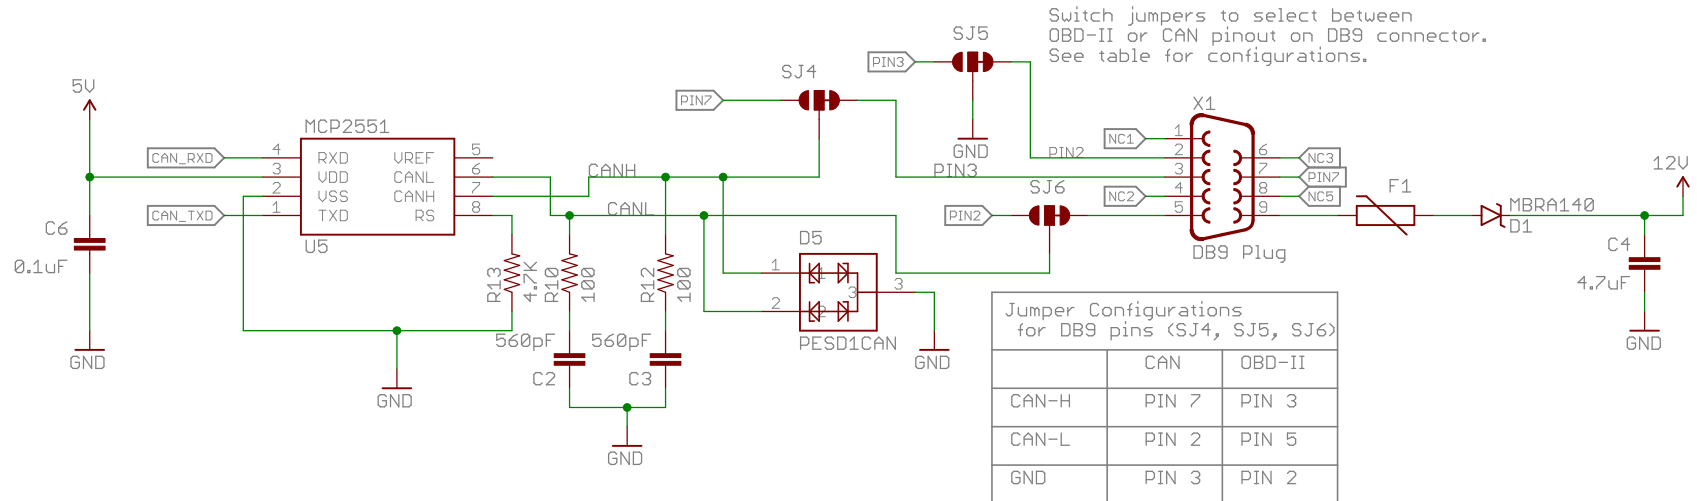 Switch jumpers to select between
OBD-II or CAN pinout on DB9 connector.
See table for configurations.
SJ5
PIN3
SJ4
PIN7
5V
X1
MCP2551
GND
NC1
1
CAN_RXD
4
RXD
VREF
5
PIN2
2
6
NC3
3
VDD
CANL
6
CANH
PIN3
3
7
PIN7
12V
2
VSS
CANH
7
SJ6
NC2
4
8
NC5
F1
CAN_TXD
1
TXD
RS
8
CANL
PIN2
5
9
MBRA140
D1
C6
U5
D5
DB9 Plug
C4
0.1uF
R13
4.7K
R10
100
R12
100
1
1
2
2
3
3
4.7uF
PESD1CAN
GND
560pF
560pF
C2
C3
GND
GND
GND
GND
Jumper Configurations
for DB9 pins (SJ4, SJ5, SJ6)
CAN OBD-II
CAN-H PIN 7 PIN 3
CAN-L PIN 2 PIN 5
GND PIN 3 PIN 2